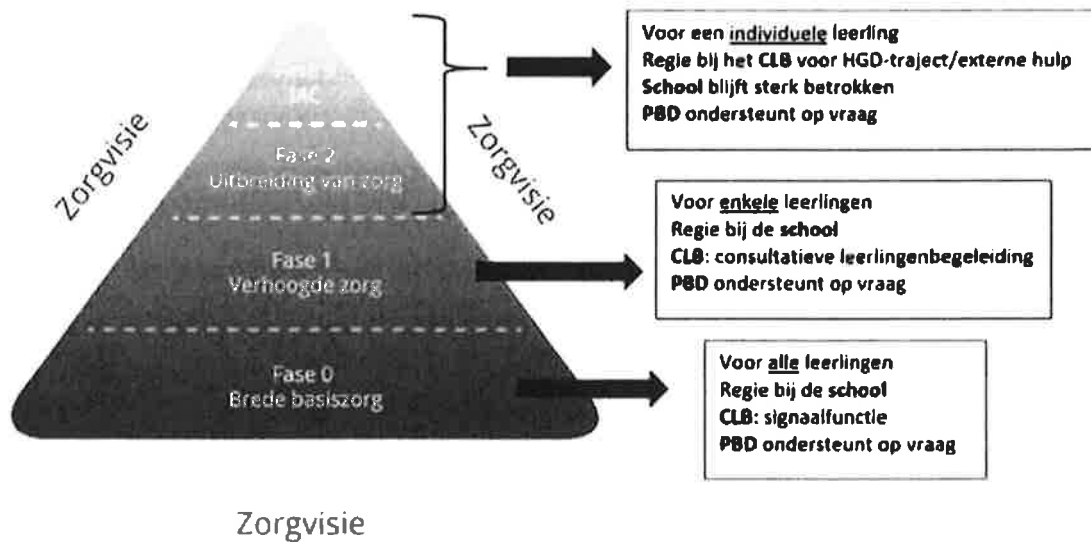 Zorgvisie
Zorgvisie
IAC
Fase 2
Uitbreiding van zorg
Fase 1
Verhoogde zorg
Fase 0
Brede basiszorg
Zorgvisie
Voor een individuele leerling
Regie bij het CLB voor HGD-traject/externe hulp
School blijft sterk betrokken
PBD ondersteunt op vraag
Voor enkele leerlingen
Regie bij de school
CLB: consultatieve leerlingenbegeleiding
PBD ondersteunt op vraag
Voor alle leerlingen
Regie bij de school
CLB: signaalfunctie
PBD ondersteunt op vraag